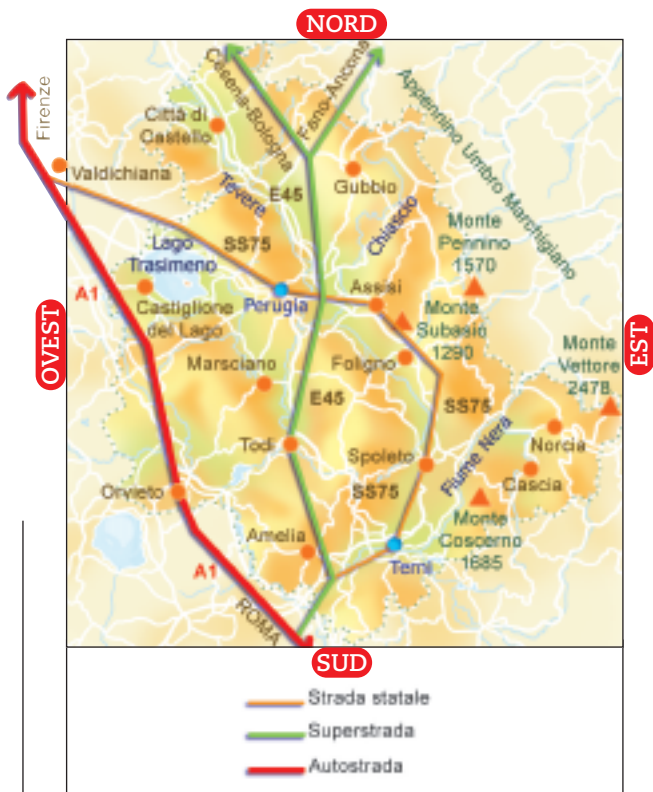 NORD
Cesena-Bologna
Fano-Ancona
Appennino Umbro Marchigiano
Firenze
Città di
Castello
Valdichiana
Gubbio
Tevere
E45
Chiascio
Monte
Pennino
1570
Lago
Trasimeno
SS75
Assisi
A1
Perugia
Castiglione
del Lago
Monte
Subasio
1290
OVEST
EST
Monte
Vettore
2478
Marsciano
Foligno
E45
SS75
Fiume Nera
Norcia
Todi
Spoleto
Cascia
Orvieto
SS75
Monte
Coscerno
1685
Amelia
Terni
A1
ROMA
SUD
Strada statale
Superstrada
Autostrada